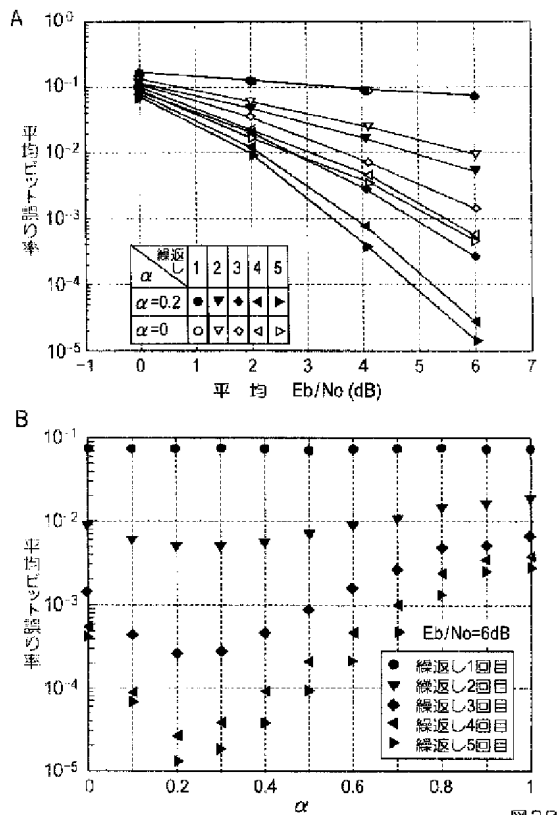 A
10⁰
10⁻¹
10⁻²
10⁻³
10⁻⁴
10⁻⁵
平均ビット誤り率
繰返し
α
1 2 3 4 5
α=0.2
α=0
-1 0 1 2 3 4 5 6 7
平均 Eb/No (dB)
B
10⁻¹
10⁻²
10⁻³
10⁻⁴
10⁻⁵
平均ビット誤り率
Eb/No=6dB
繰返し1回目
繰返し2回目
繰返し3回目
繰返し4回目
繰返し5回目
0 0.2 0.4 0.6 0.8 1
α